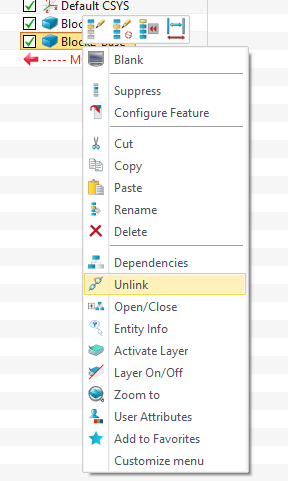 Default CSYS
Block
Block2-Base
M
Blank
Suppress
Configure Feature
Cut
Copy
Paste
Rename
Delete
Dependencies
Unlink
Open/Close
Entity Info
Activate Layer
Layer On/Off
Zoom to
User Attributes
Add to Favorites
Customize menu